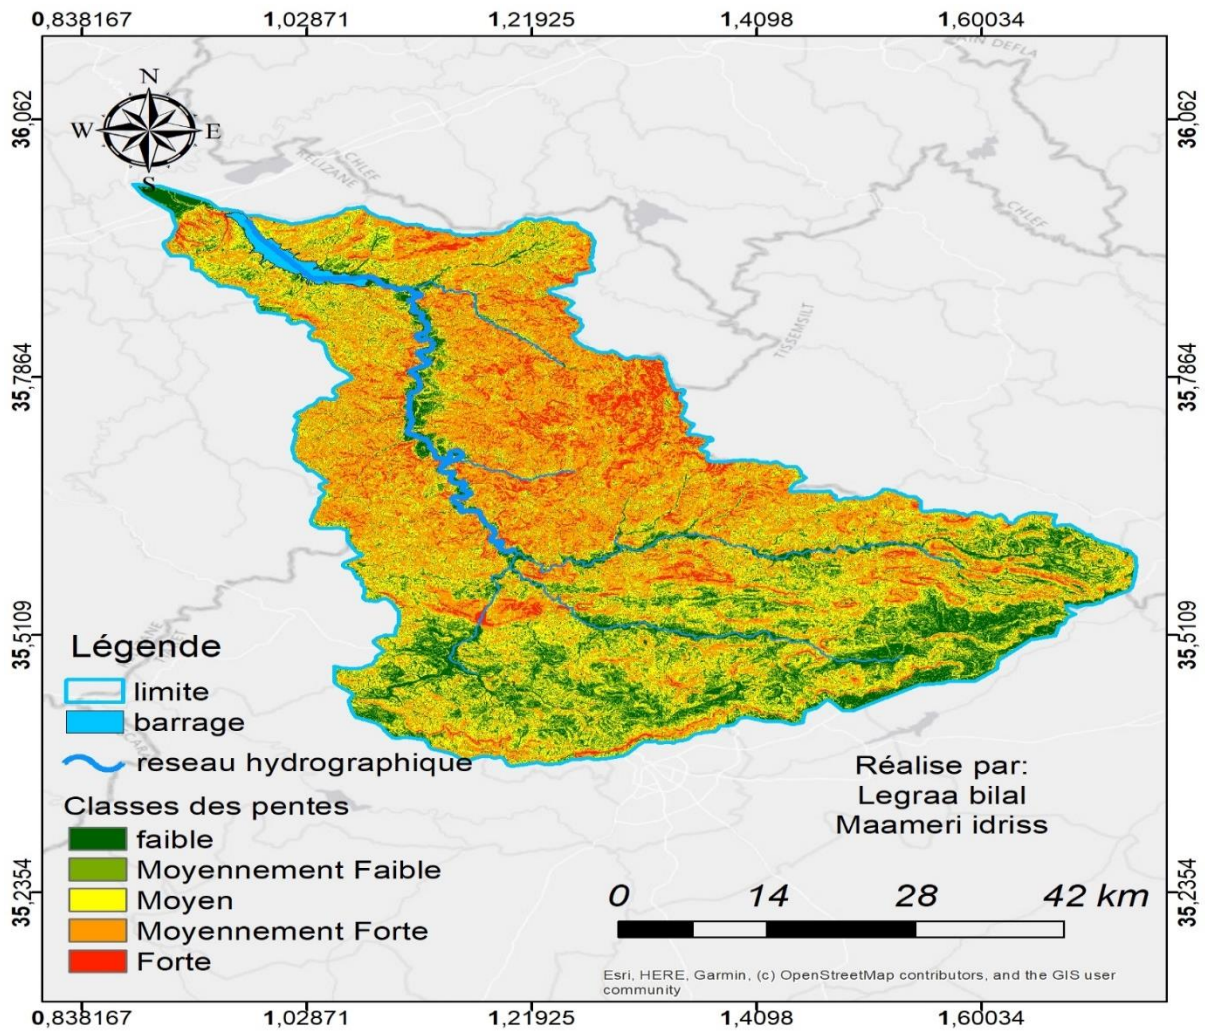 0,838167 1,02871 1,21925 1,4098 1,60034
36,062
35,7864
35,5109
35,2354
36,062
35,7864
35,5109
35,2354
N
W E
S
CHLEF
RELIZANE
CHLEF
TISSEMSILT
Légende
limite
barrage
reseau hydrographique
Classes des pentes
faible
Moyennement Faible
Moyen
Moyennement Forte
Forte
Réalise par:
Legraa bilal
Maameri idriss
0 14 28 42 km
Esri, HERE, Garmin, (c) OpenStreetMap contributors, and the GIS user
community
0,838167 1,02871 1,21925 1,4098 1,60034